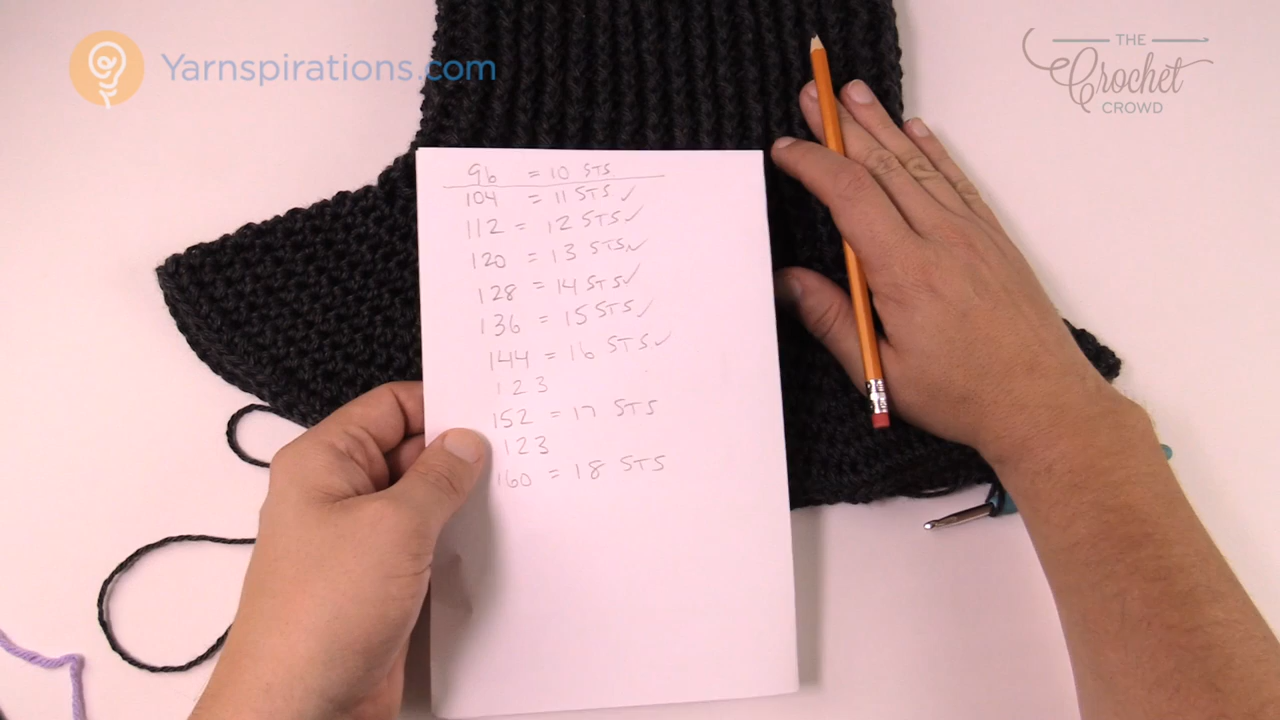 Yarnspirations.com
THE
Crochet
CROWD
96 = 10 STS
104 = 11 STS ✓
112 = 12 STS ✓
120 = 13 STS ✓
128 = 14 STS ✓
136 = 15 STS ✓
144 = 16 STS ✓
1 2 3
152 = 17 STS
1 2 3
160 = 18 STS